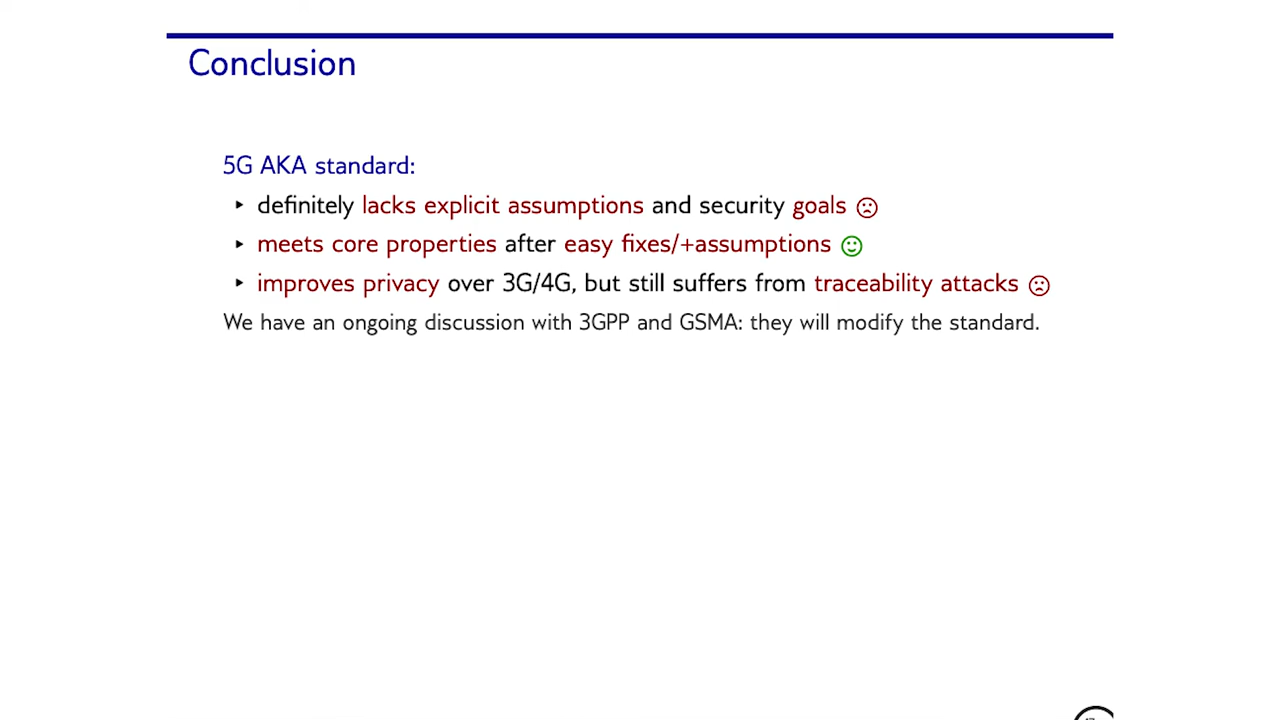 Conclusion
5G AKA standard:
‣ definitely lacks explicit assumptions and security goals ☹
‣ meets core properties after easy fixes/+assumptions ☺
‣ improves privacy over 3G/4G, but still suffers from traceability attacks ☹
We have an ongoing discussion with 3GPP and GSMA: they will modify the standard.